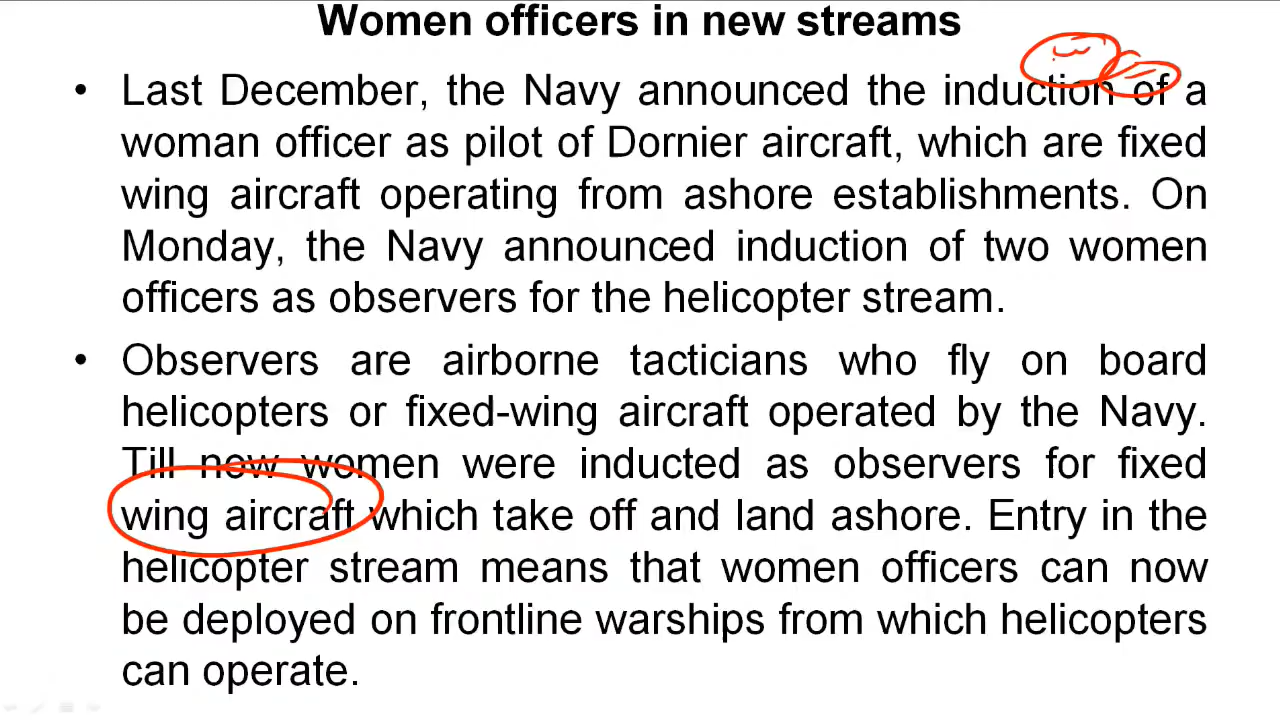 Women officers in new streams
• Last December, the Navy announced the induction of a
woman officer as pilot of Dornier aircraft, which are fixed
wing aircraft operating from ashore establishments. On
Monday, the Navy announced induction of two women
officers as observers for the helicopter stream.
• Observers are airborne tacticians who fly on board
helicopters or fixed-wing aircraft operated by the Navy.
Till now women were inducted as observers for fixed
wing aircraft which take off and land ashore. Entry in the
helicopter stream means that women officers can now
be deployed on frontline warships from which helicopters
can operate.